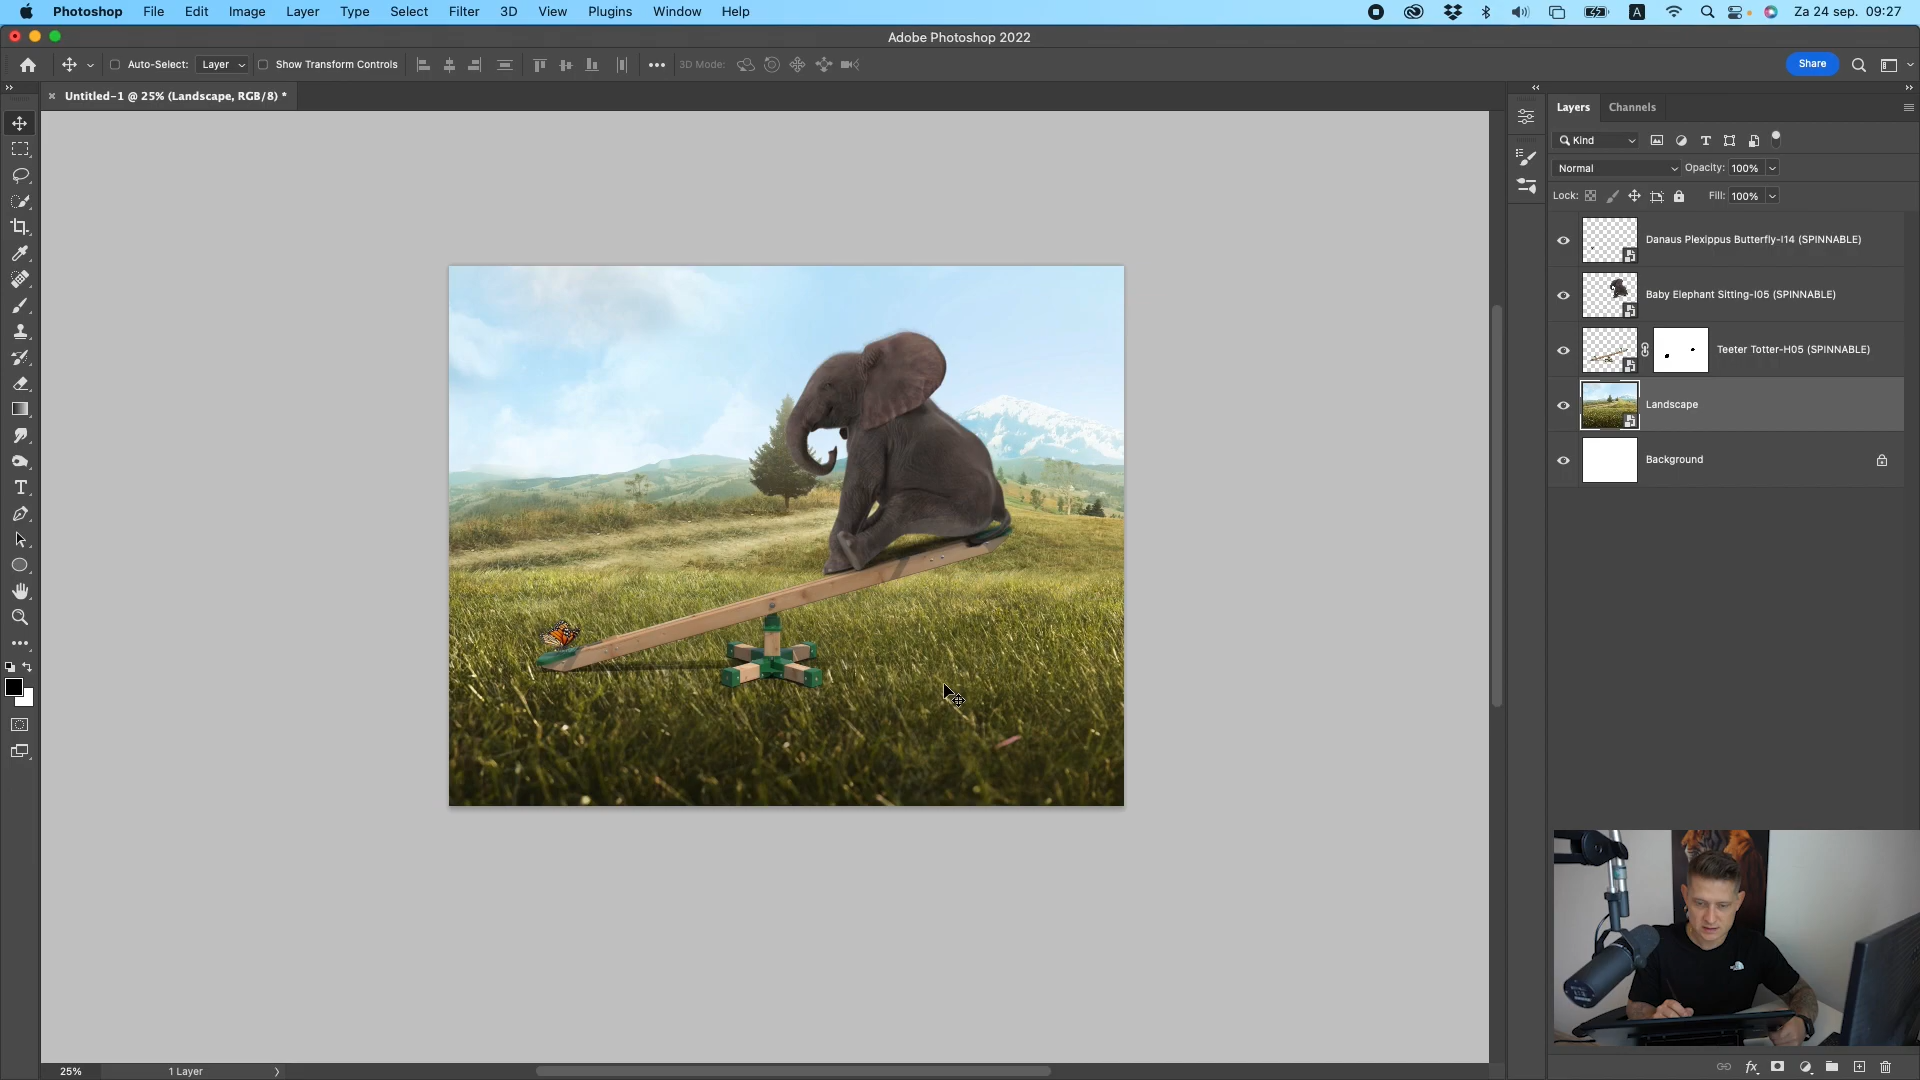 Photoshop File Edit Image Layer Type Select Filter 3D View Plugins Window Help A Za 24 sep. 09:27
Adobe Photoshop 2022
Auto-Select: Layer Show Transform Controls 3D Mode: Share
Untitled-1 @ 25% (Landscape, RGB/8) *
Layers Channels
Kind
Normal Opacity: 100%
Lock: Fill: 100%
Danaus Plexippus Butterfly-I14 (SPINNABLE)
Baby Elephant Sitting-I05 (SPINNABLE)
Teeter Totter-H05 (SPINNABLE)
Landscape
Background
25% 1 Layer
fx